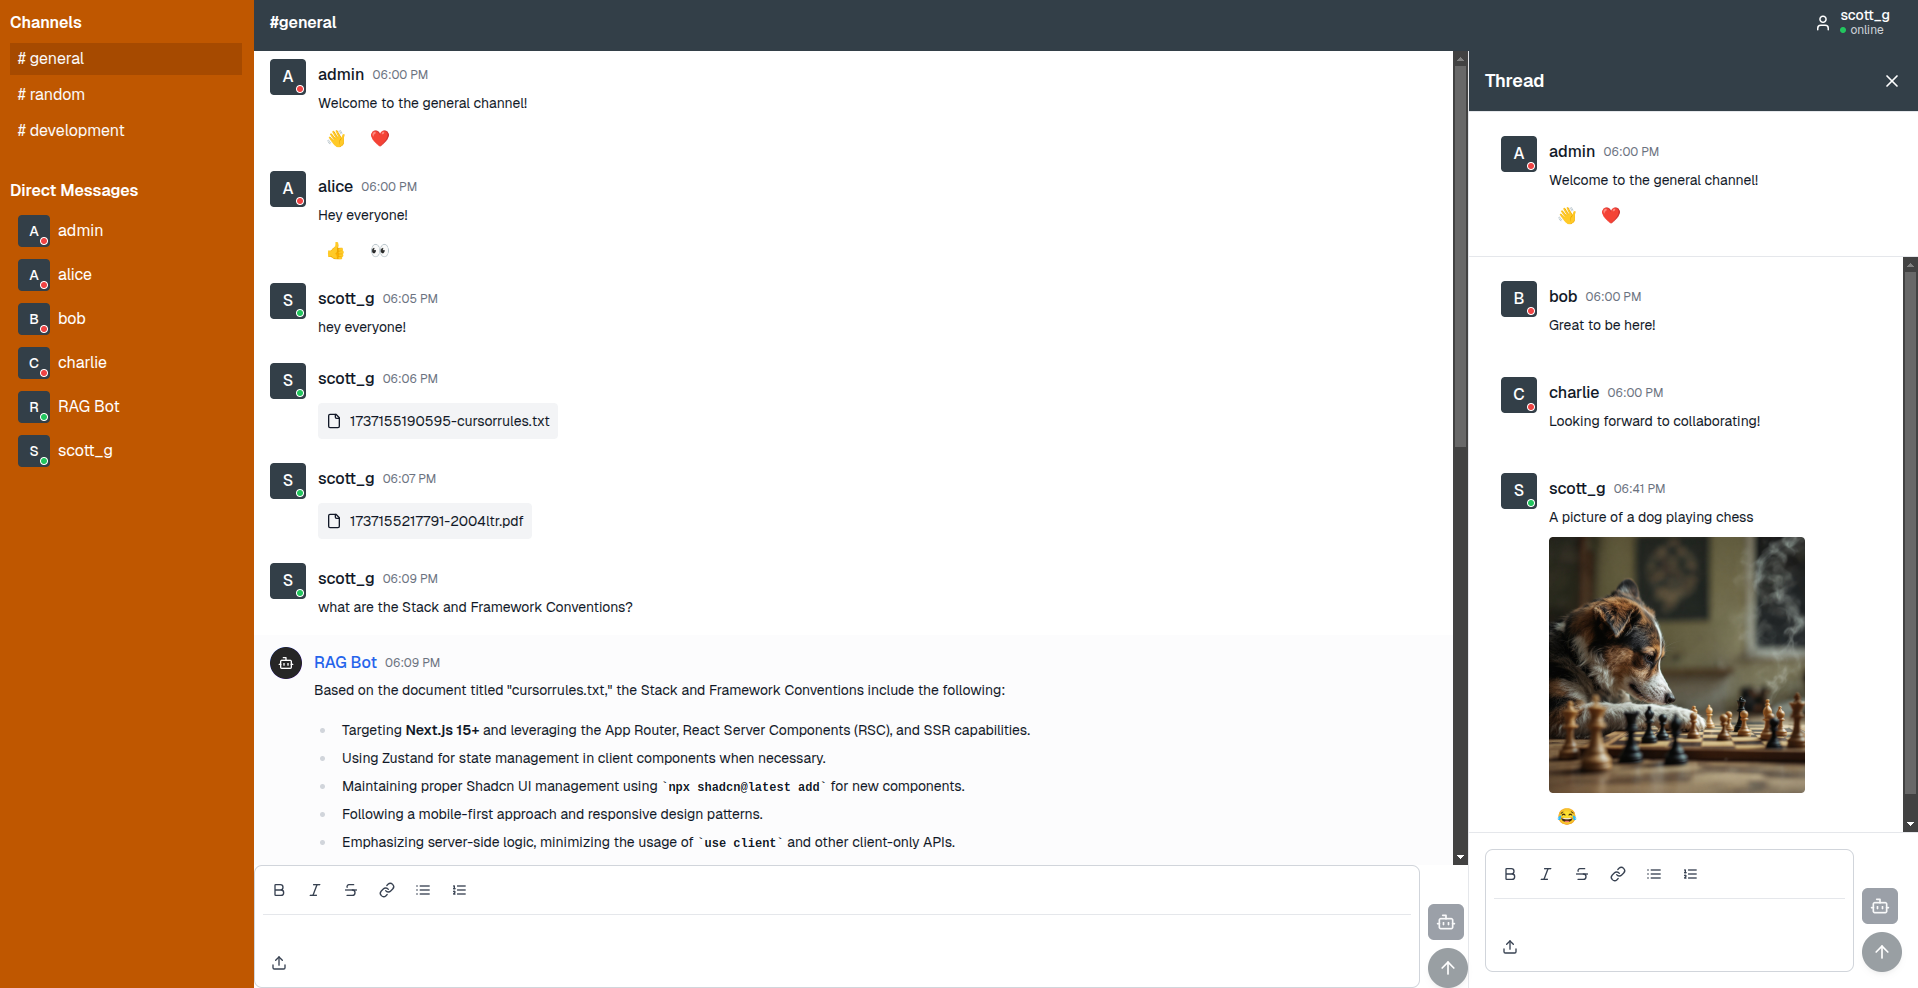 Channels
# general
# random
# development
Direct Messages
A admin
A alice
B bob
C charlie
R RAG Bot
S scott_g
#general
scott_g
online
A admin 06:00 PM
Welcome to the general channel!
👋 ❤️
A alice 06:00 PM
Hey everyone!
👍 👀
S scott_g 06:05 PM
hey everyone!
S scott_g 06:06 PM
1737155190595-cursorrules.txt
S scott_g 06:07 PM
1737155217791-2004ltr.pdf
S scott_g 06:09 PM
what are the Stack and Framework Conventions?
RAG Bot 06:09 PM
Based on the document titled "cursorrules.txt," the Stack and Framework Conventions include the following:
Targeting Next.js 15+ and leveraging the App Router, React Server Components (RSC), and SSR capabilities.
Using Zustand for state management in client components when necessary.
Maintaining proper Shadcn UI management using `npx shadcn@latest add` for new components.
Following a mobile-first approach and responsive design patterns.
Emphasizing server-side logic, minimizing the usage of `use client` and other client-only APIs.
B I S
Thread
A admin 06:00 PM
Welcome to the general channel!
👋 ❤️
B bob 06:00 PM
Great to be here!
C charlie 06:00 PM
Looking forward to collaborating!
S scott_g 06:41 PM
A picture of a dog playing chess
😂
B I S